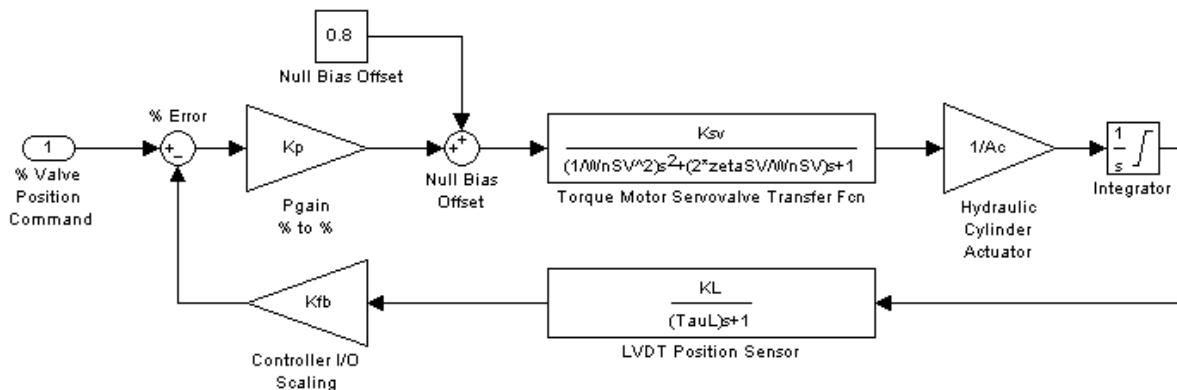 0.8
Null Bias Offset
% Error
1
% Valve
Position
Command
Kp
Pgain
% to %
Null Bias
Offset
Ksv
(1/WnSV^2)s²+(2*zetaSV/WnSV)s+1
Torque Motor Servovalve Transfer Fcn
1/Ac
Hydraulic
Cylinder
Actuator
1
s
Integrator
Kfb
Controller I/O
Scaling
KL
(TauL)s+1
LVDT Position Sensor